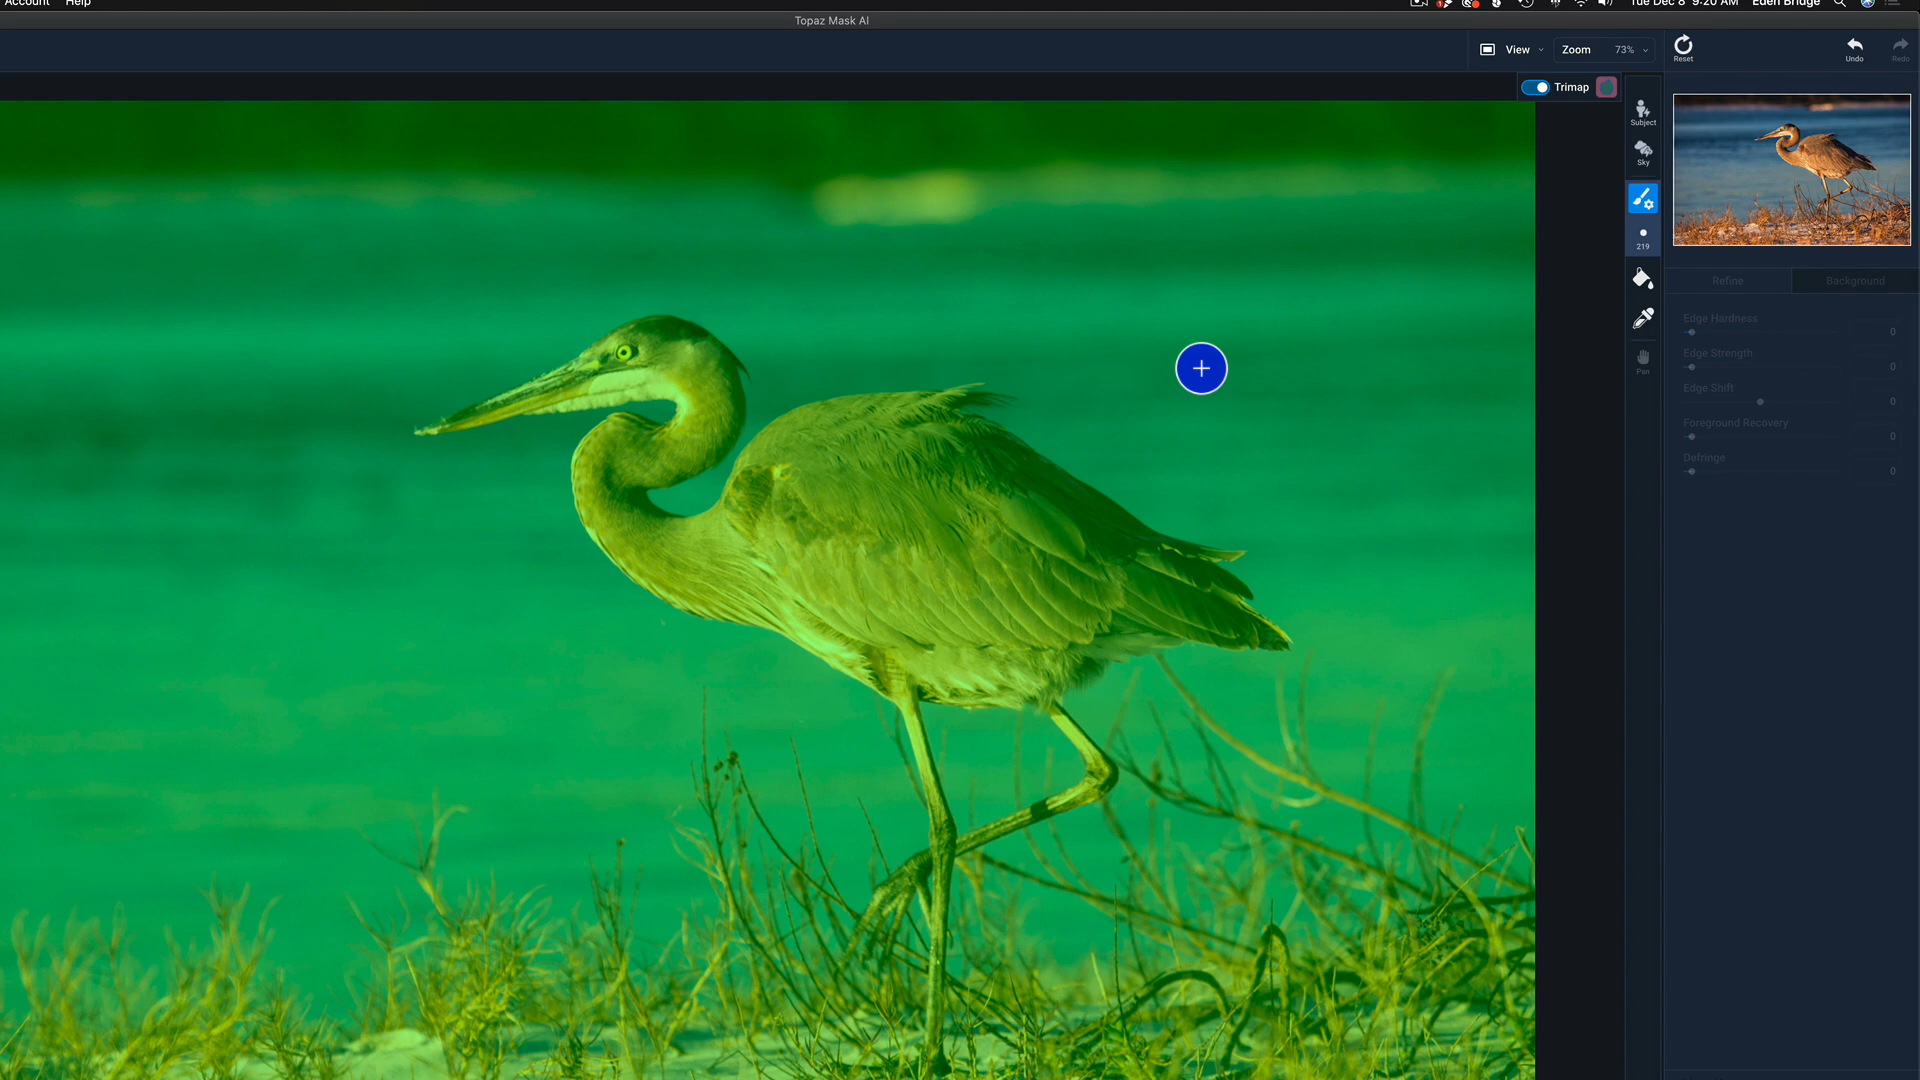 Account Help
Tue Dec 8 9:20 AM Eden Bridge
Topaz Mask AI
View Zoom 73%
Reset
Undo
Redo
Trimap
Subject
Sky
219
Pen
Refine Background
Edge Hardness 0
Edge Strength 0
Edge Shift 0
Foreground Recovery 0
Defringe 0